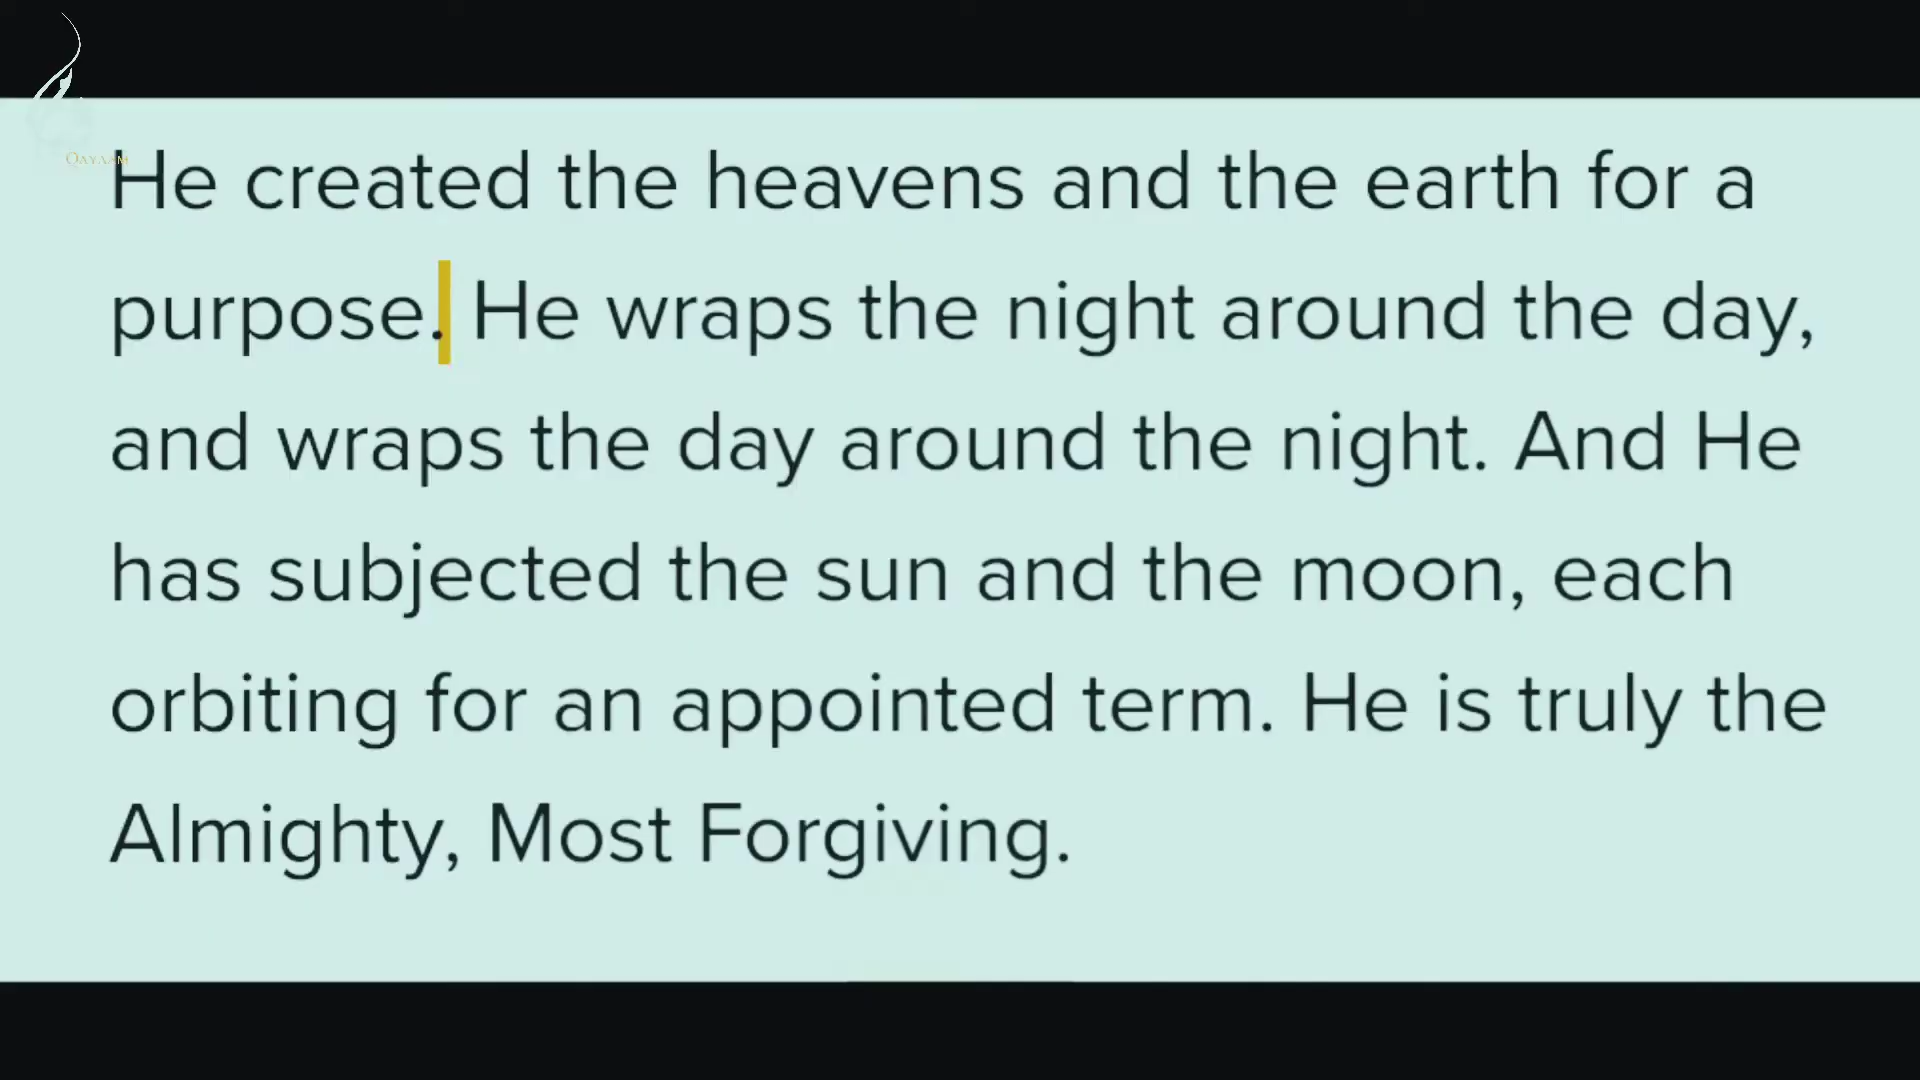 Qayaam
He created the heavens and the earth for a
purpose. He wraps the night around the day,
and wraps the day around the night. And He
has subjected the sun and the moon, each
orbiting for an appointed term. He is truly the
Almighty, Most Forgiving.